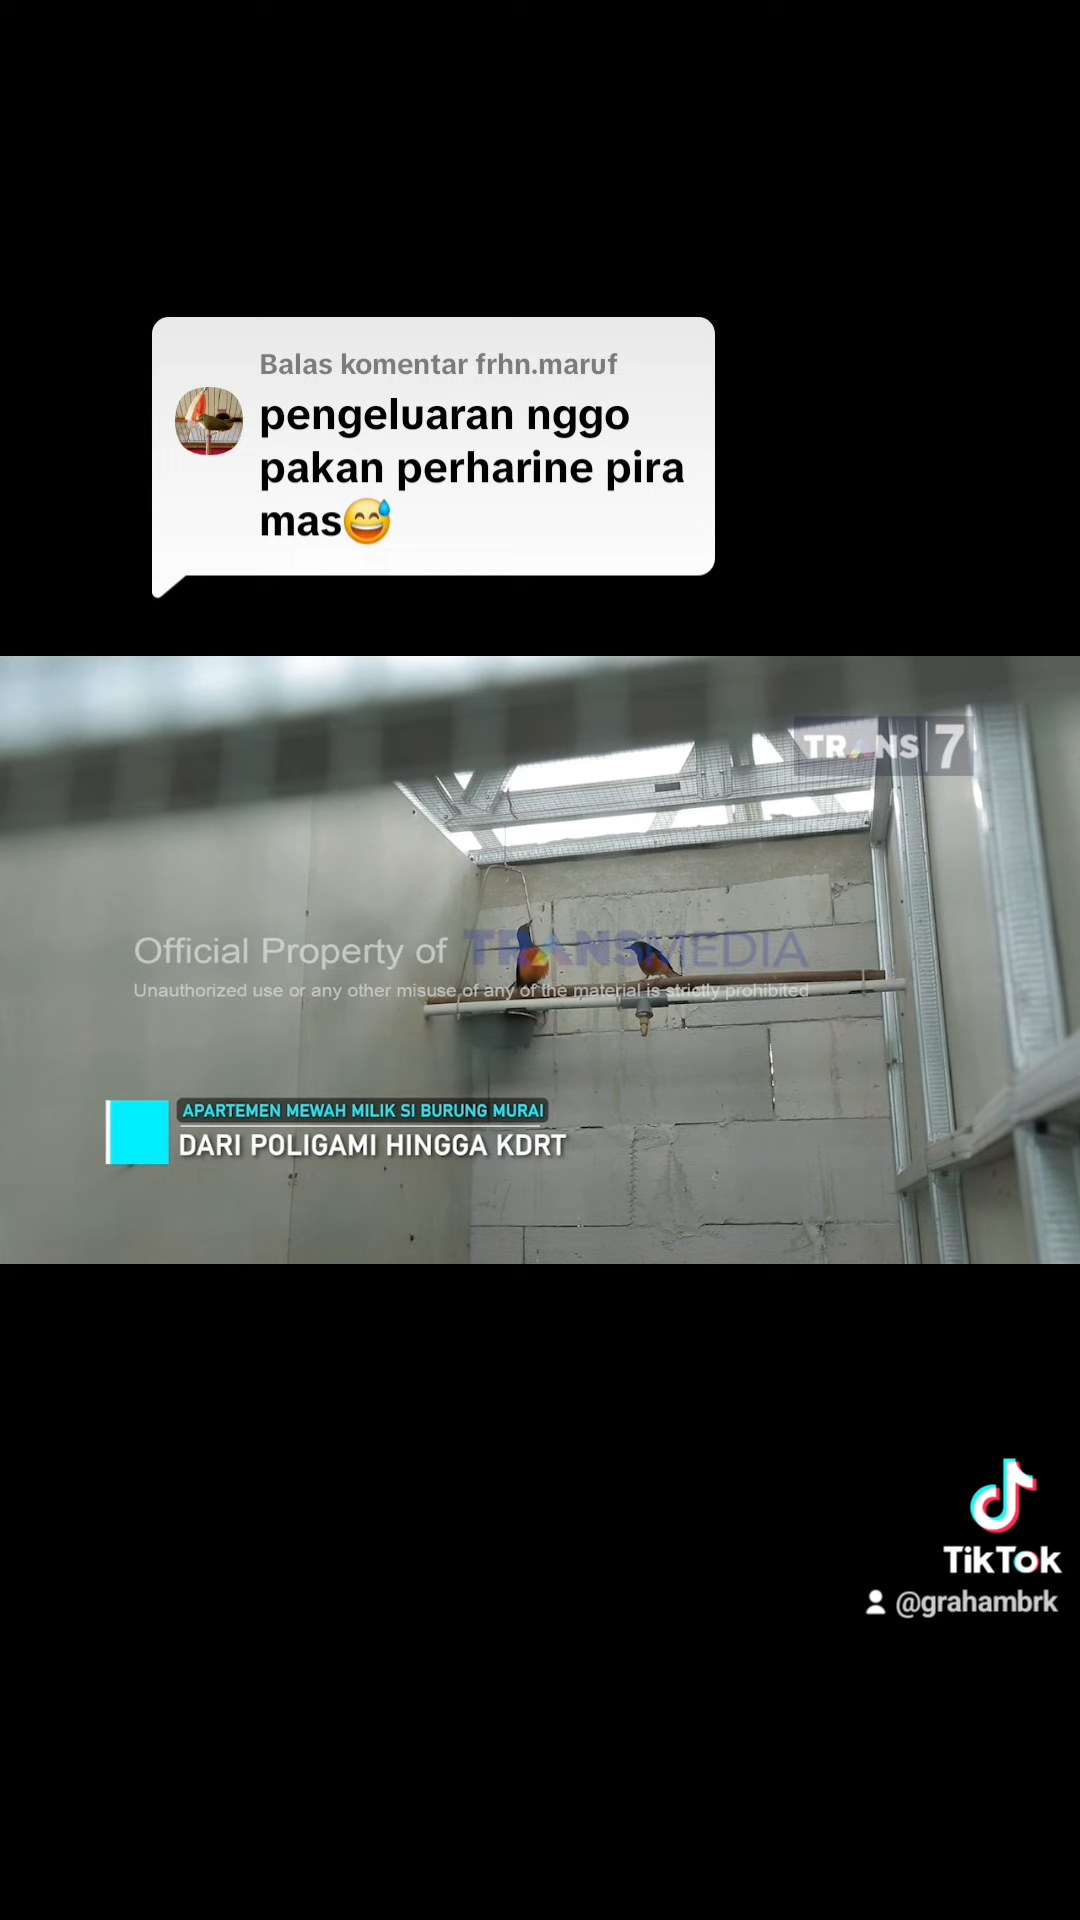 Balas komentar frhn.maruf
pengeluaran nggo
pakan perharine pira
mas😅
TRANS|7
Official Property of TRANSMEDIA
Unauthorized use or any other misuse of any of the material is strictly prohibited
APARTEMEN MEWAH MILIK SI BURUNG MURAI
DARI POLIGAMI HINGGA KDRT
TikTok
@grahambrk